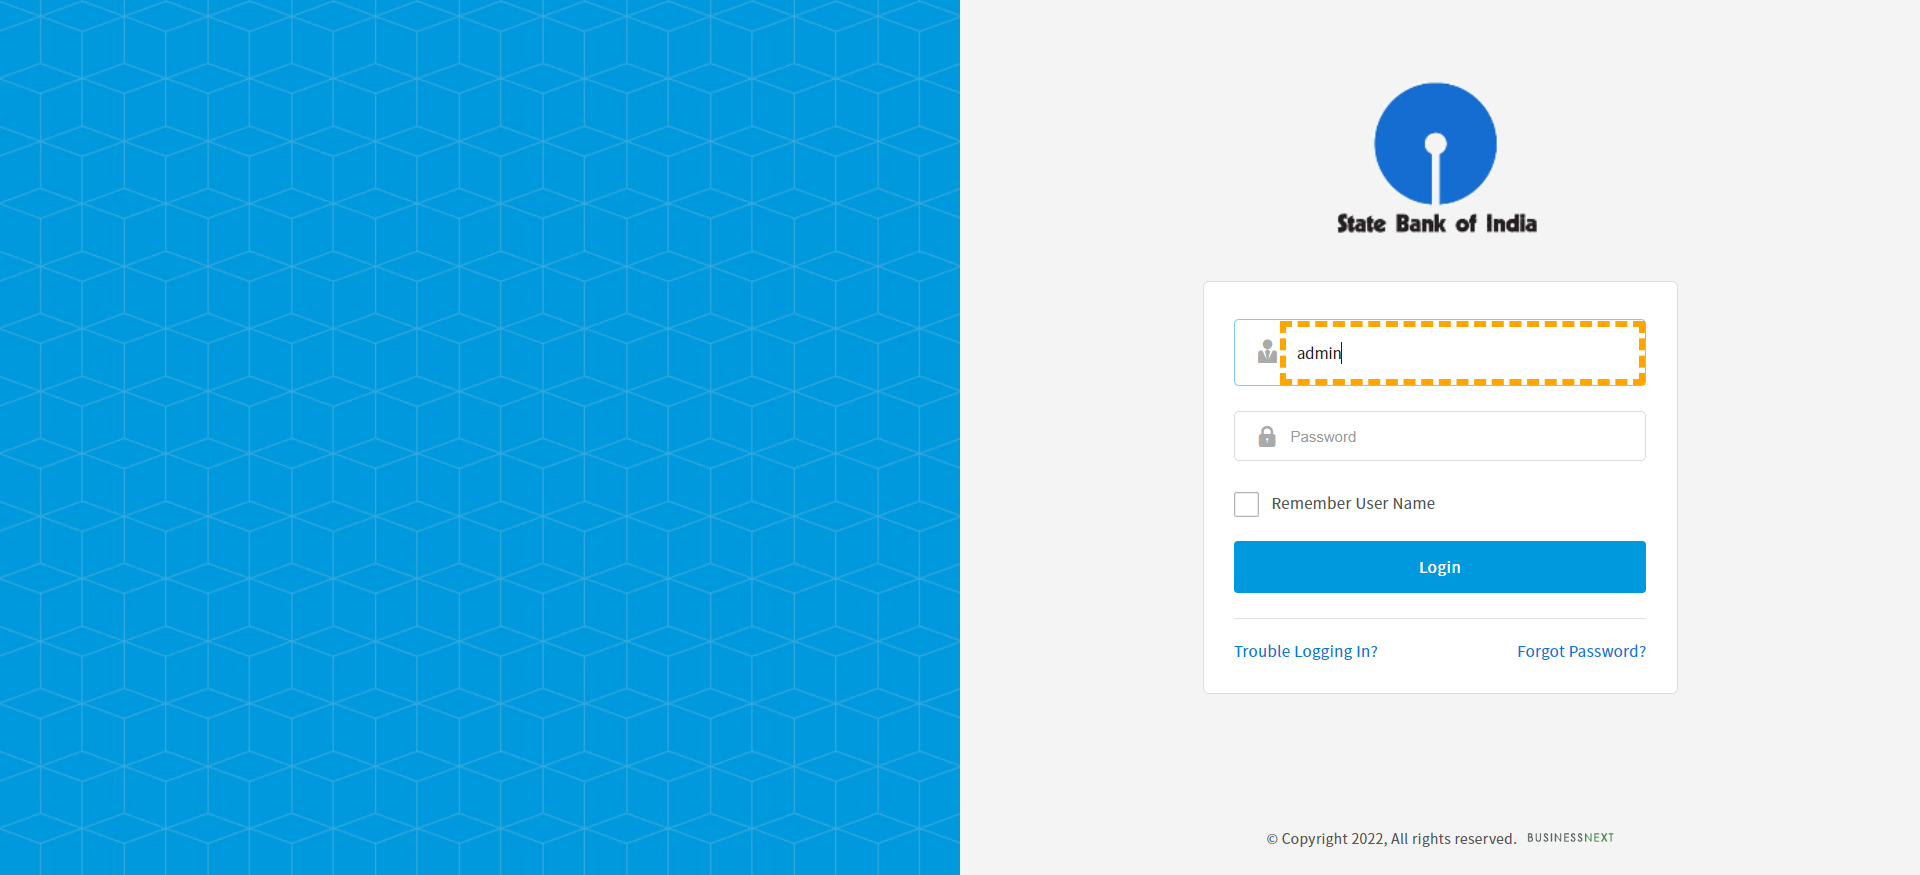 State Bank of India
admin
Password
Remember User Name
Login
Trouble Logging In? Forgot Password?
© Copyright 2022, All rights reserved. BUSINESSNEXT